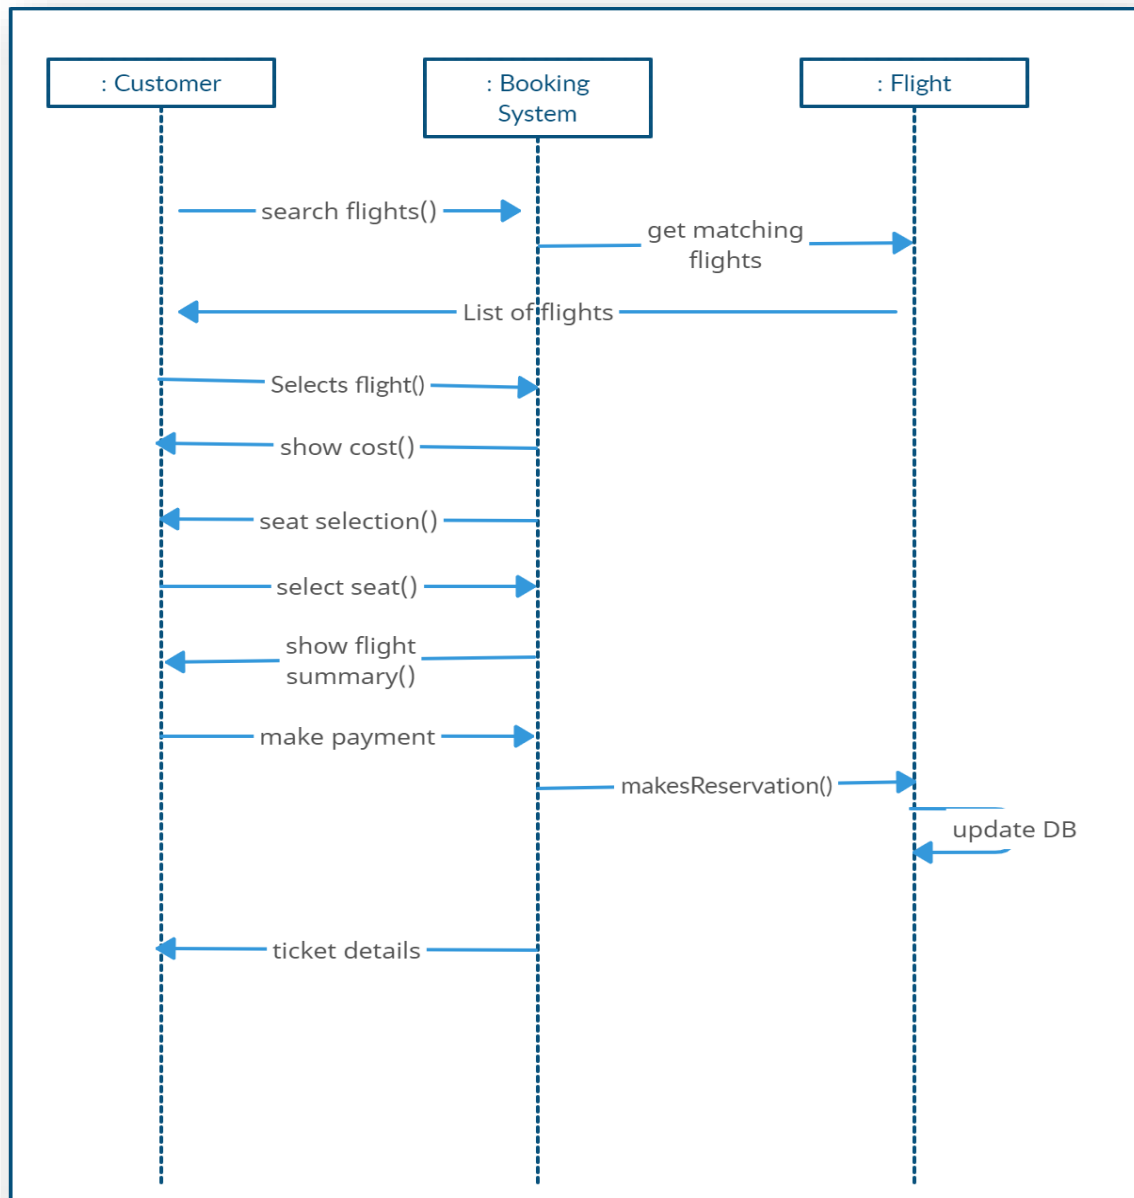 : Customer
: Booking
System
: Flight
search flights()
get matching
flights
List of flights
Selects flight()
show cost()
seat selection()
select seat()
show flight
summary()
make payment
makesReservation()
update DB
ticket details